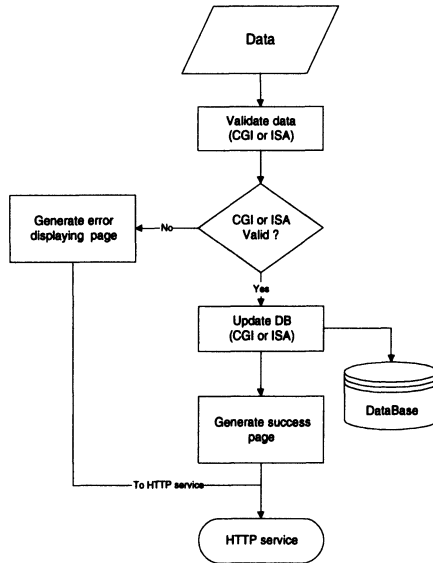 Data
Validate data
(CGI or ISA)
CGI or ISA
Valid ?
No
Generate error
displaying page
Yes
Update DB
(CGI or ISA)
DataBase
Generate success
page
To HTTP service
HTTP service